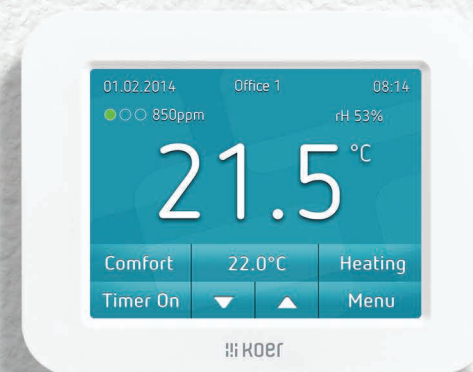 01.02.2014 Office 1 08:14
850ppm rH 53%
21.5 °C
Comfort 22.0°C Heating
Timer On Menu
KOER